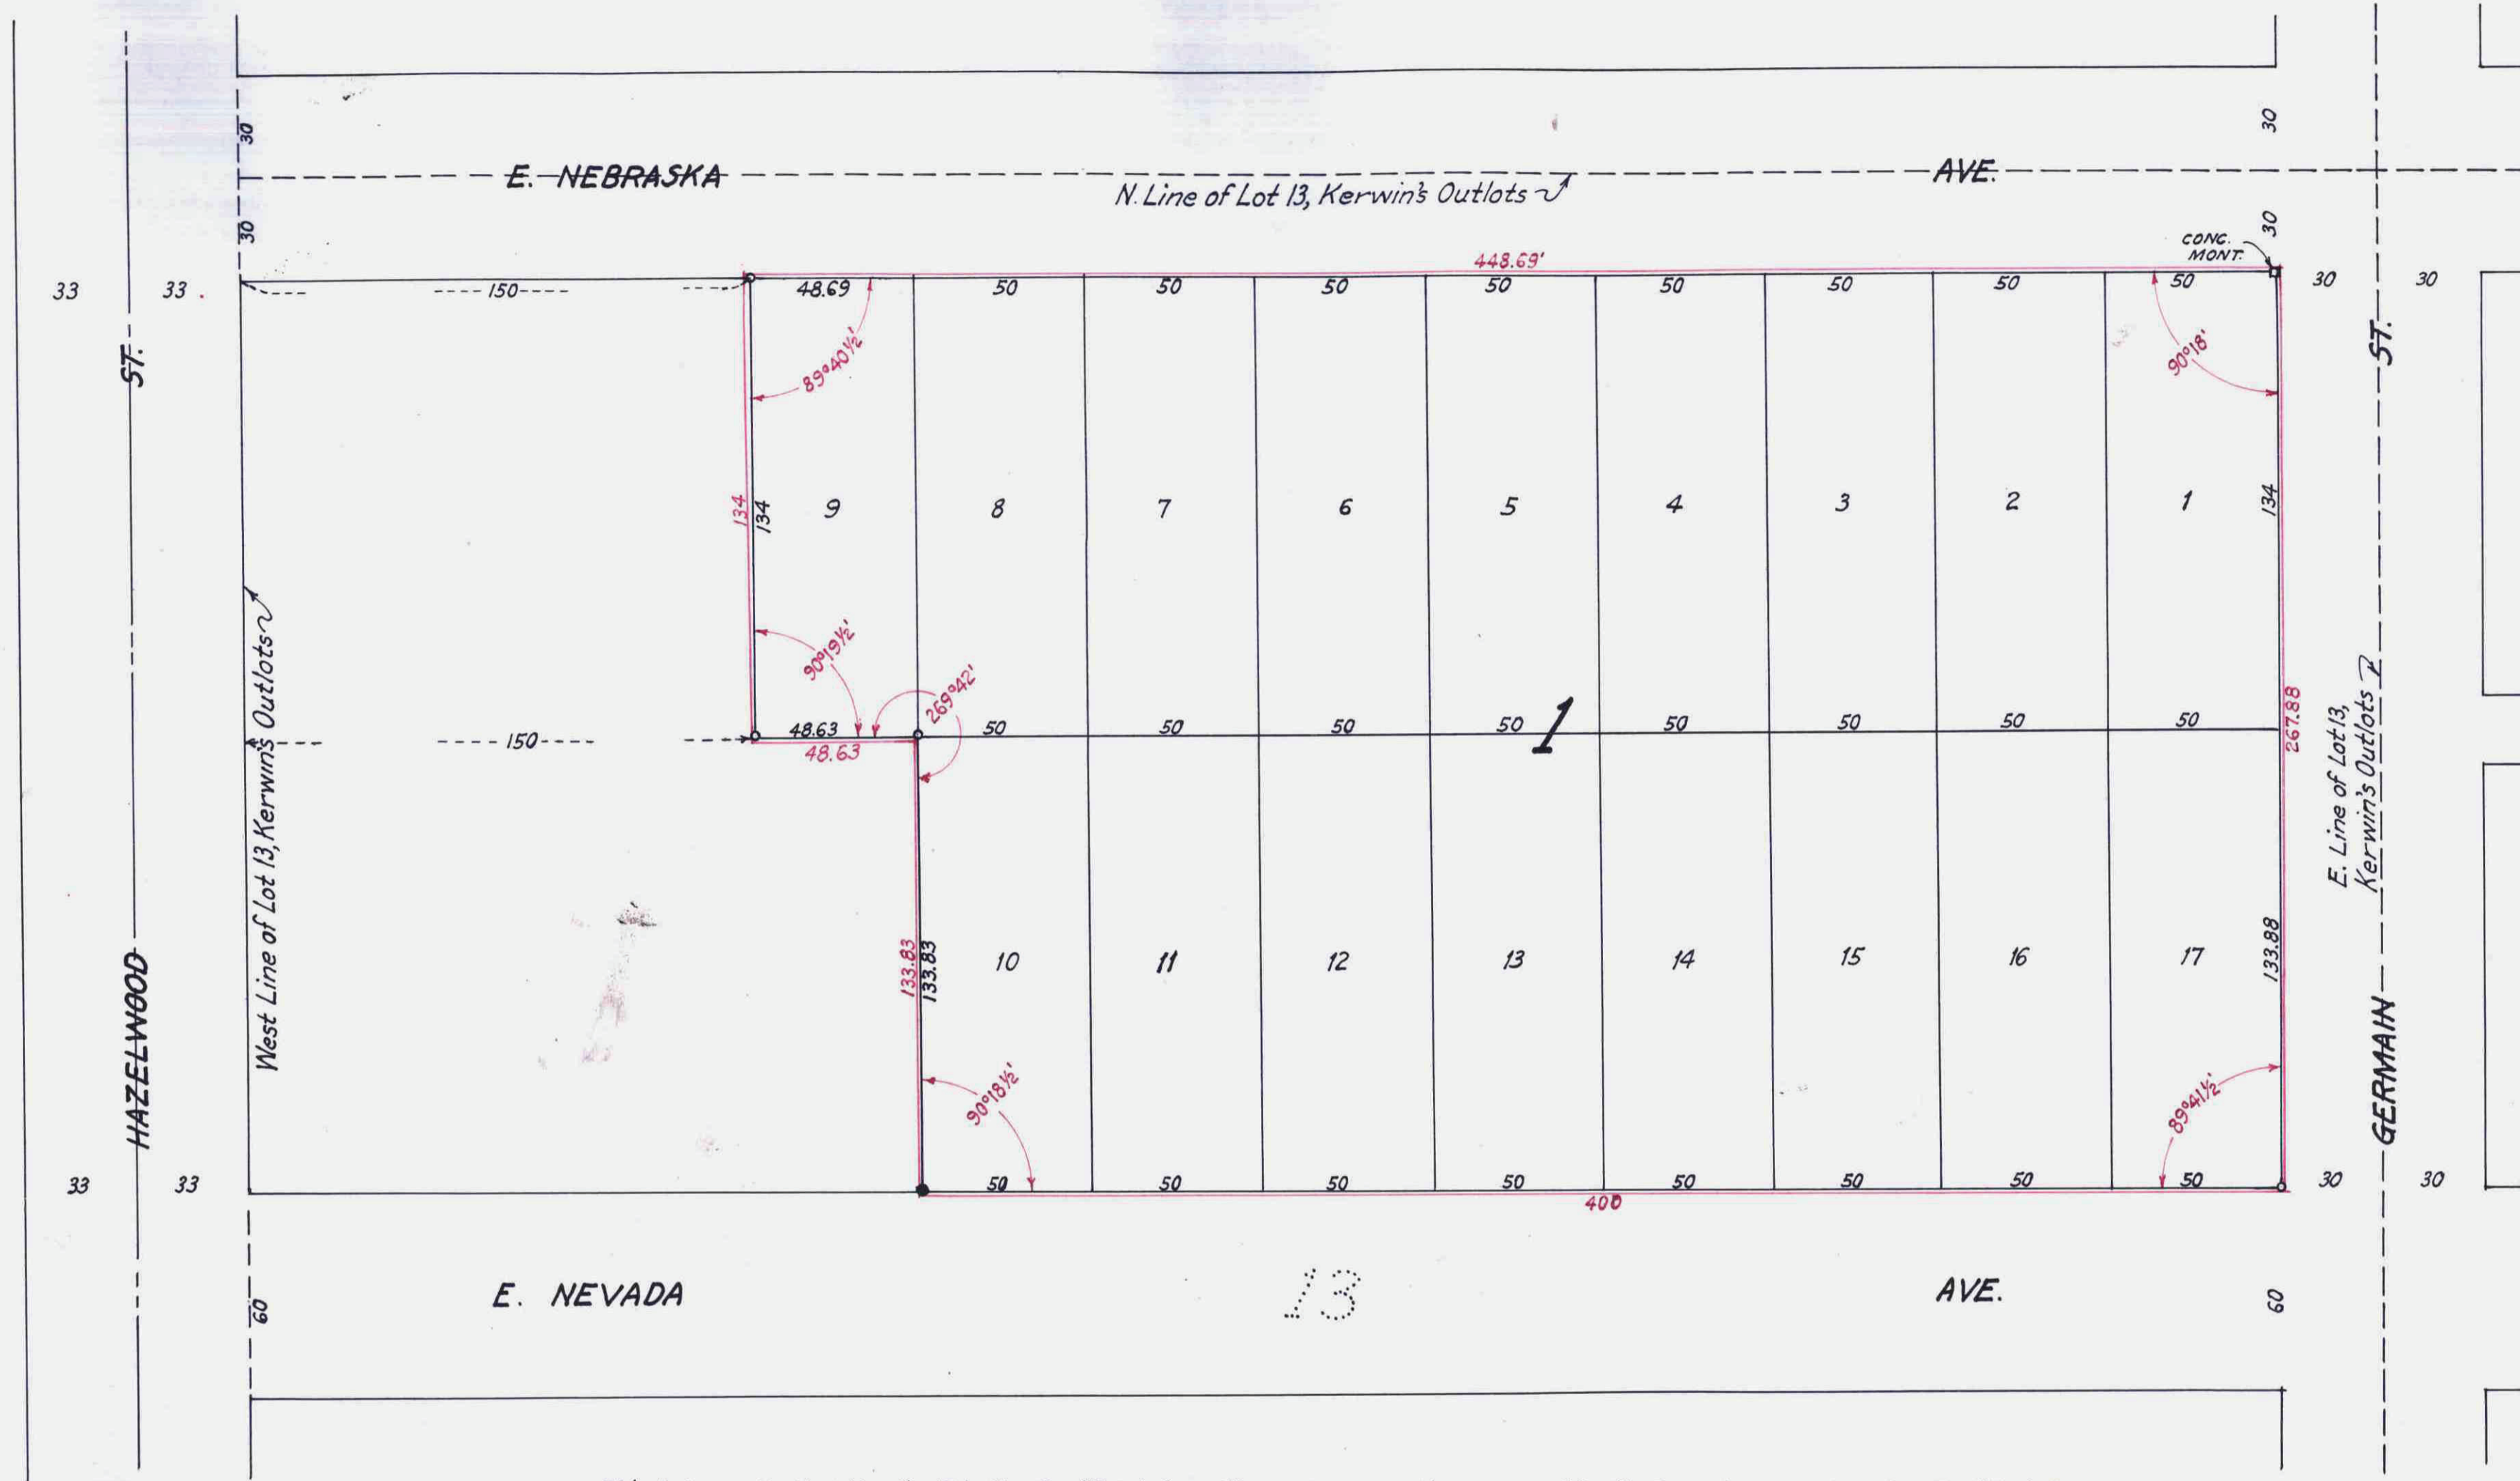 30
30
E. NEBRASKA AVE.
N. Line of Lot 13, Kerwin's Outlots
30
30
CONC.
MONT.
448.69'
33 33 150 48.69 50 50 50 50 50 50 50 50 30 30
89°40½'
90°18'
ST.
ST.
134 134 9 8 7 6 5 4 3 2 1 134
West Line of Lot 13, Kerwin's Outlots
90°19½'
269°42'
150 48.63 50 50 50 50 50 50 50 50
48.63
1
267.88
E. Line of Lot 13,
Kerwin's Outlots
HAZELWOOD
133.83 133.83 10 11 12 13 14 15 16 17 133.88
GERMAIN
90°18½'
89°41½'
33 33 50 50 50 50 50 50 50 50 30 30
400
E. NEVADA AVE.
13
60
60